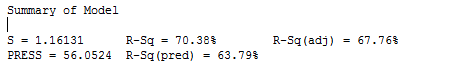 Summary of Model
S = 1.16131 R-Sq = 70.38% R-Sq(adj) = 67.76%
PRESS = 56.0524 R-Sq(pred) = 63.79%